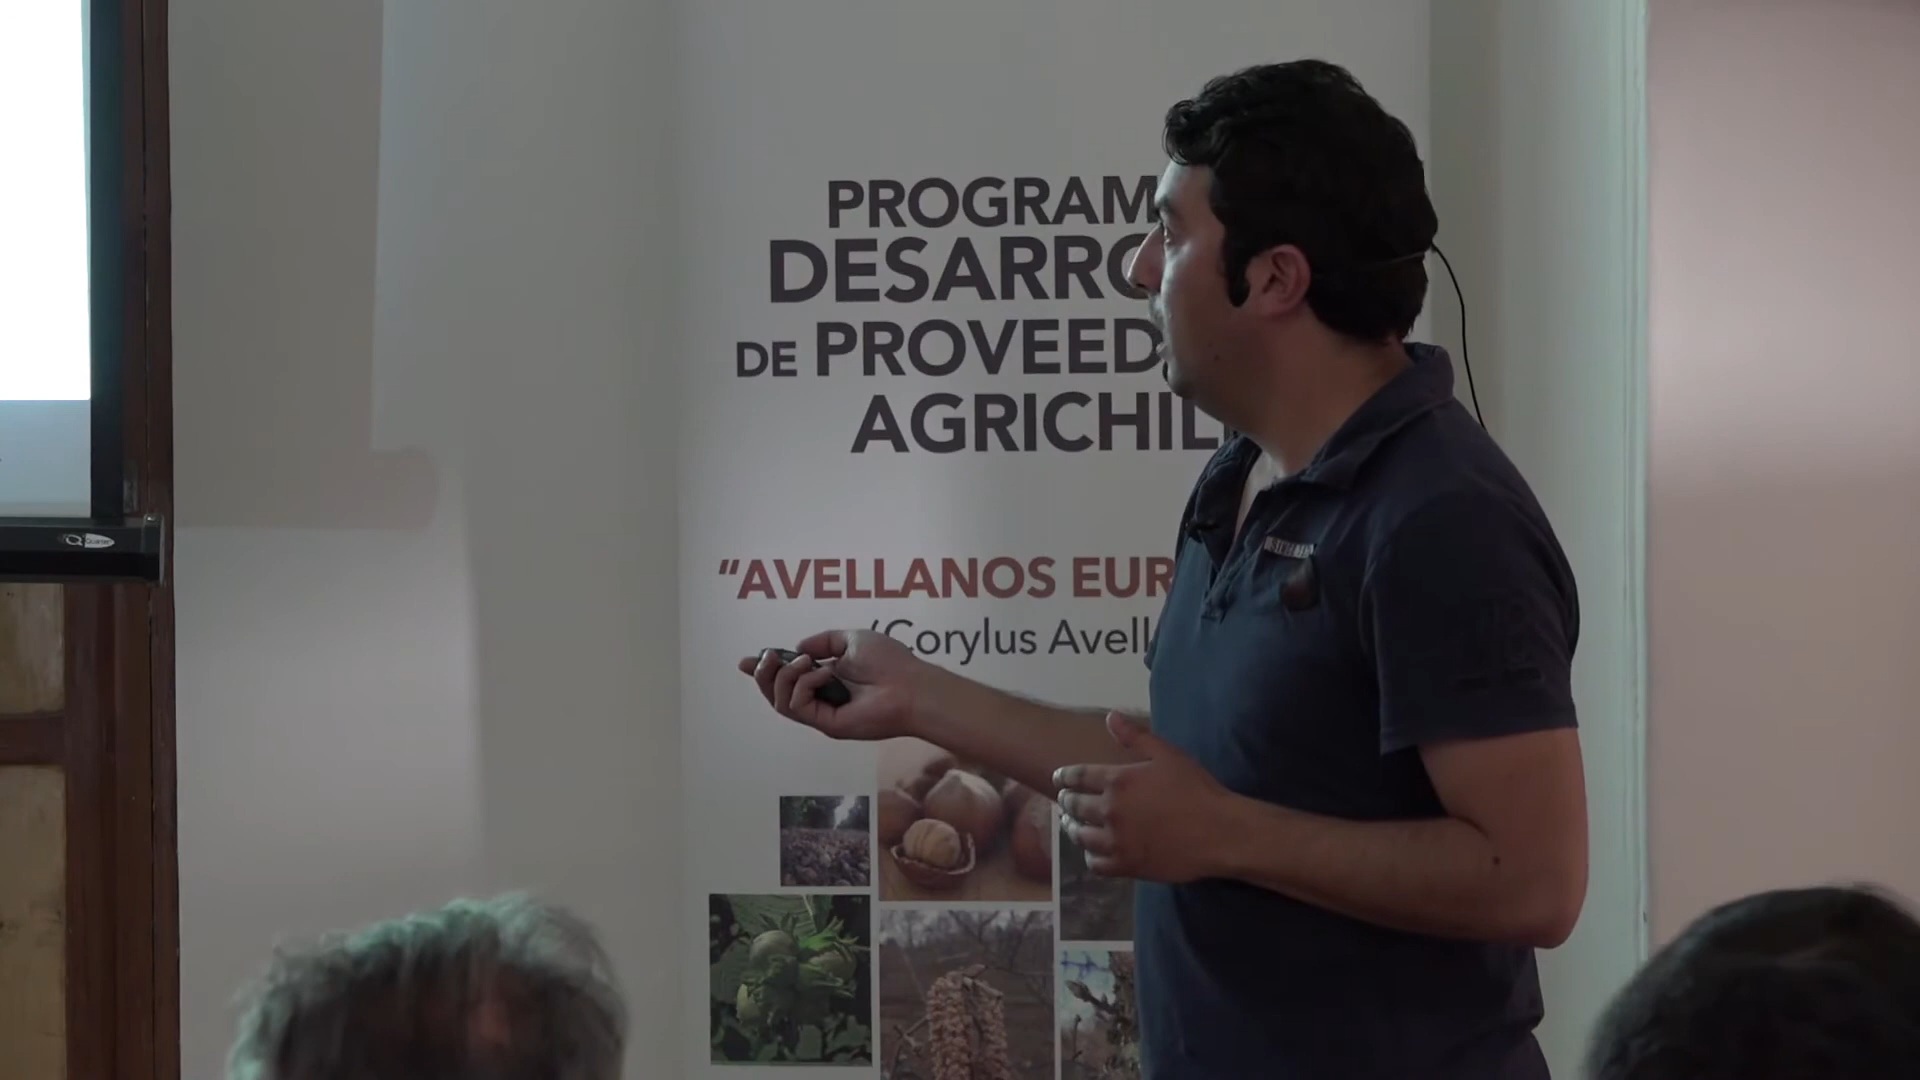 PROGRAM
DESARRO
DE PROVEED
AGRICHIL
“AVELLANOS EUR
(Corylus Avell